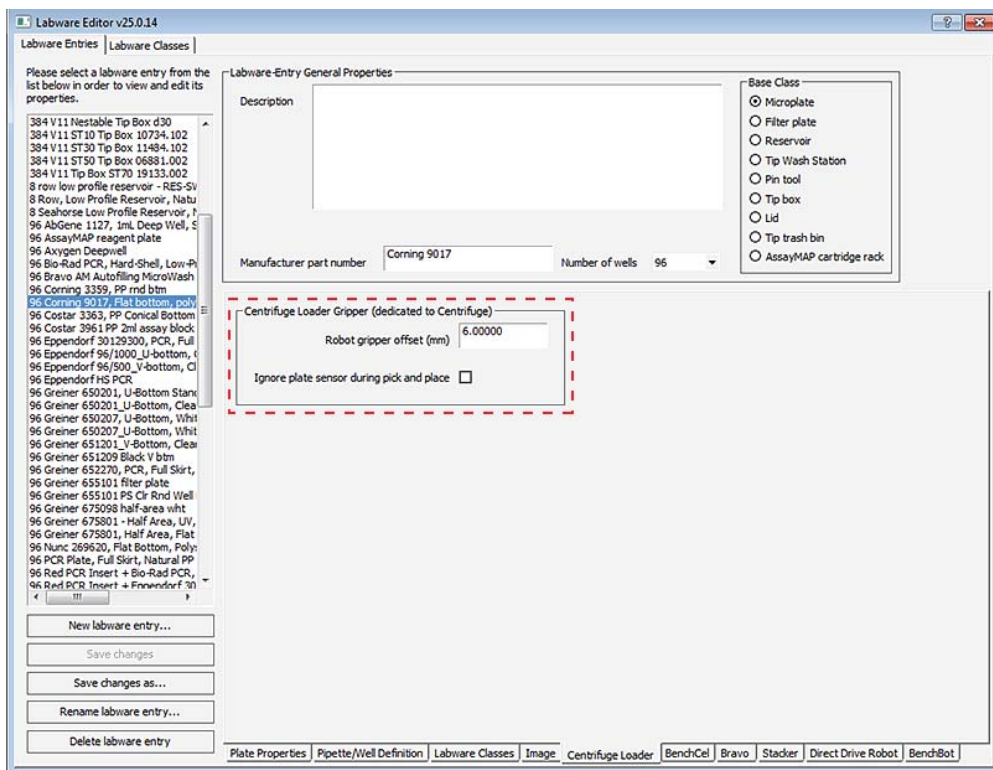 Labware Editor v25.0.14
Labware Entries
Labware Classes
Please select a labware entry from the
list below in order to view and edit its
properties.
384 V11 Nestable Tip Box d30
384 V11 ST10 Tip Box 10734.102
384 V11 ST30 Tip Box 11484.102
384 V11 ST50 Tip Box 06881.002
384 V11 Tip Box ST70 19133.002
8 row low profile reservoir - RES-SW
8 Row, Low Profile Reservoir, Natu
8 Seahorse Low Profile Reservoir,
96 AbGene 1127, 1mL Deep Well, S
96 AssayMAP reagent plate
96 Axygen Deepwell
96 Bio-Rad PCR, Hard-Shell, Low-P
96 Bravo AM Autofilling MicroWash
96 Corning 3359, PP rnd btm
96 Corning 9017, Flat bottom, poly
96 Costar 3363, PP Conical Bottom
96 Costar 3961 PP 2ml assay block
96 Eppendorf 30129300, PCR, Full
96 Eppendorf 96/1000_U-bottom,
96 Eppendorf 96/500_V-bottom, Cl
96 Eppendorf HS PCR
96 Greiner 650201, U-Bottom Stand
96 Greiner 650201_U-Bottom, Clea
96 Greiner 650207, U-Bottom, Whit
96 Greiner 650207_U-Bottom, Whit
96 Greiner 651201_V-Bottom, Clear
96 Greiner 651209 Black V btm
96 Greiner 652270, PCR, Full Skirt,
96 Greiner 655101 filter plate
96 Greiner 655101 PS Clr Rnd Well
96 Greiner 675098 half-area wht
96 Greiner 675801 - Half Area, UV,
96 Greiner 675801, Half Area, Flat
96 Nunc 269620, Flat Bottom, Poly
96 PCR Plate, Full Skirt, Natural PP
96 Red PCR Insert + Bio-Rad PCR,
96 Red PCR Insert + Eppendorf 30
New labware entry...
Save changes
Save changes as...
Rename labware entry...
Delete labware entry
Labware-Entry General Properties
Description
Manufacturer part number
Corning 9017
Number of wells
96
Base Class
Microplate
Filter plate
Reservoir
Tip Wash Station
Pin tool
Tip box
Lid
Tip trash bin
AssayMAP cartridge rack
Centrifuge Loader Gripper (dedicated to Centrifuge)
Robot gripper offset (mm)
6.00000
Ignore plate sensor during pick and place
Plate Properties
Pipette/Well Definition
Labware Classes
Image
Centrifuge Loader
BenchCel
Bravo
Stacker
Direct Drive Robot
BenchBot